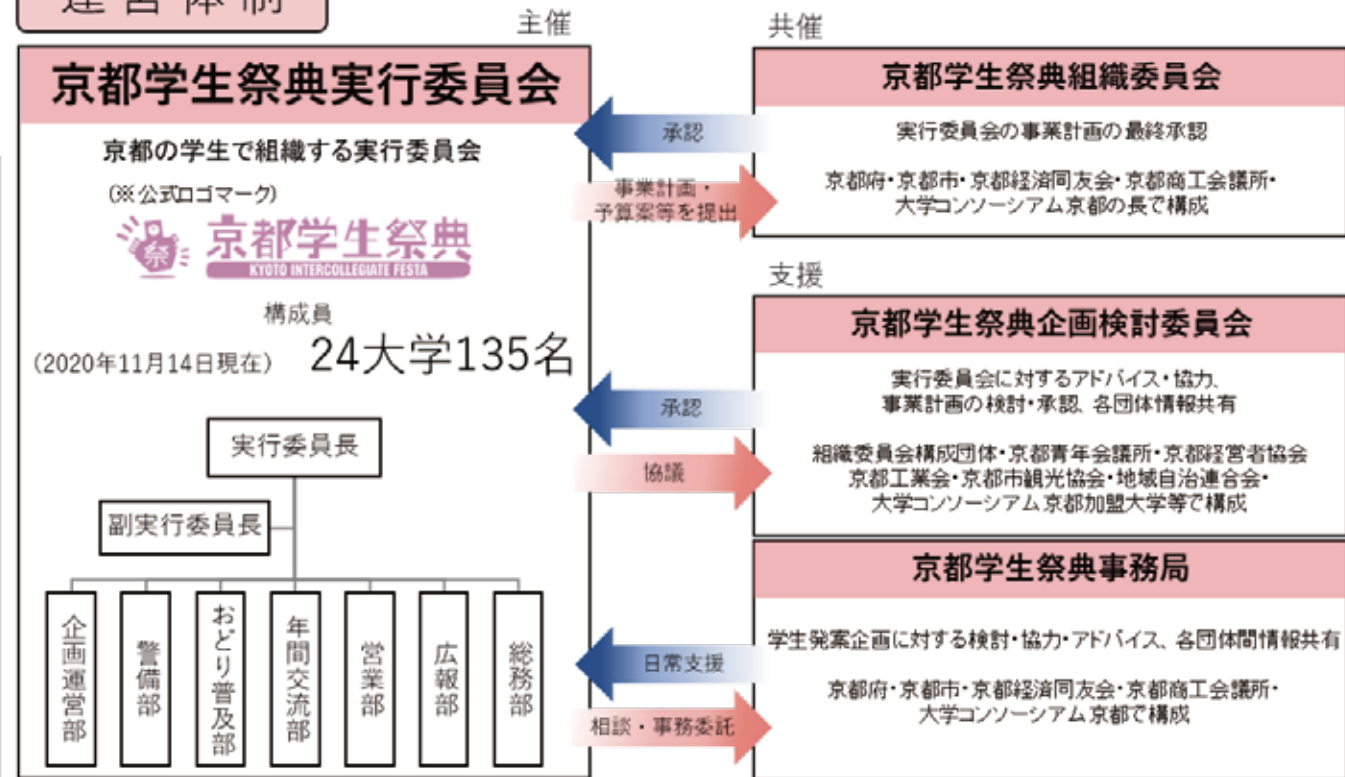 運営体制
主催
京都学生祭典実行委員会
京都の学生で組織する実行委員会
(※公式ロゴマーク)
祭
京都学生祭典
KYOTO INTERCOLLEGIATE FESTA
構成員
(2020年11月14日現在) 24大学135名
実行委員長
副実行委員長
企画運営部
警備部
おどり普及部
年間交流部
営業部
広報部
総務部
承認
事業計画・
予算案等を提出
承認
協議
日常支援
相談・事務委託
共催
京都学生祭典組織委員会
実行委員会の事業計画の最終承認
京都府・京都市・京都経済同友会・京都商工会議所・
大学コンソーシアム京都の長で構成
支援
京都学生祭典企画検討委員会
実行委員会に対するアドバイス・協力、
事業計画の検討・承認、各団体情報共有
組織委員会構成団体・京都青年会議所・京都経営者協会
京都工業会・京都市観光協会・地域自治連合会・
大学コンソーシアム京都加盟大学等で構成
京都学生祭典事務局
学生発案企画に対する検討・協力・アドバイス、各団体間情報共有
京都府・京都市・京都経済同友会・京都商工会議所・
大学コンソーシアム京都で構成